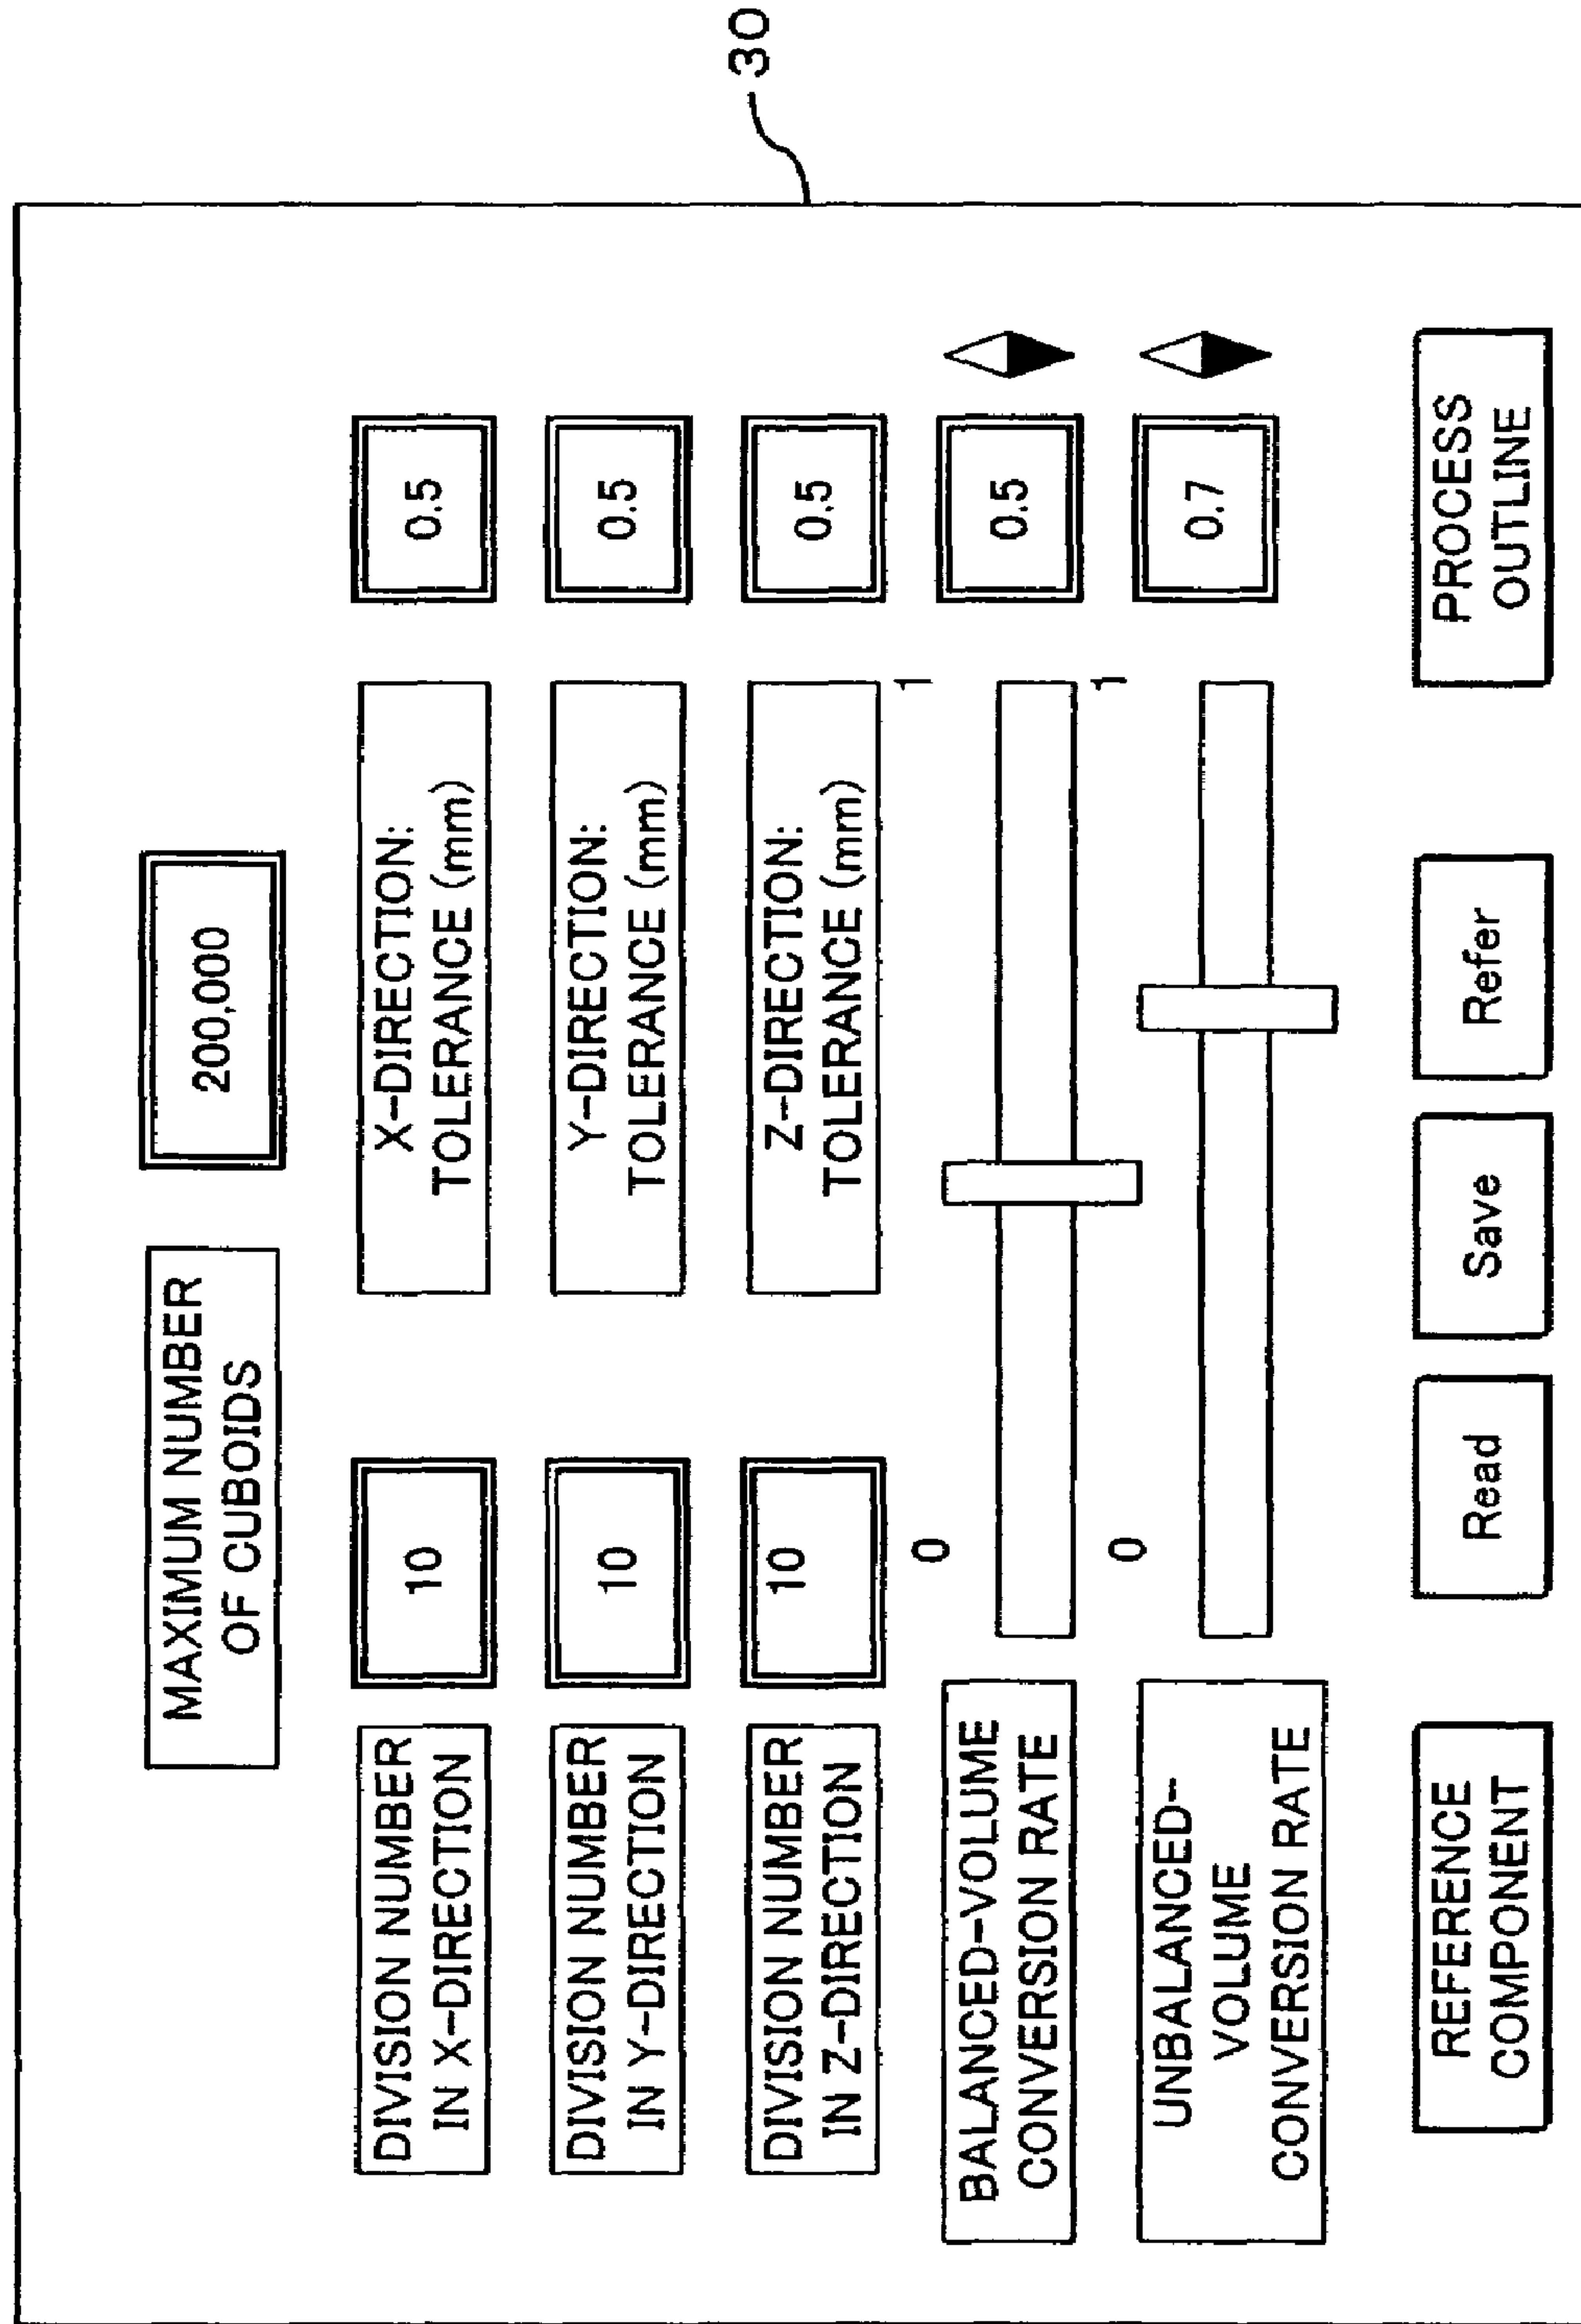 30
MAXIMUM NUMBER
OF CUBOIDS
200,000
DIVISION NUMBER
IN X-DIRECTION
10
X-DIRECTION:
TOLERANCE (mm)
0.5
DIVISION NUMBER
IN Y-DIRECTION
10
Y-DIRECTION:
TOLERANCE (mm)
0.5
DIVISION NUMBER
IN Z-DIRECTION
10
Z-DIRECTION:
TOLERANCE (mm)
0.5
BALANCED-VOLUME
CONVERSION RATE
0
1
0.5
UNBALANCED-
VOLUME
CONVERSION RATE
0
1
0.7
REFERENCE
COMPONENT
Read
Save
Refer
PROCESS
OUTLINE